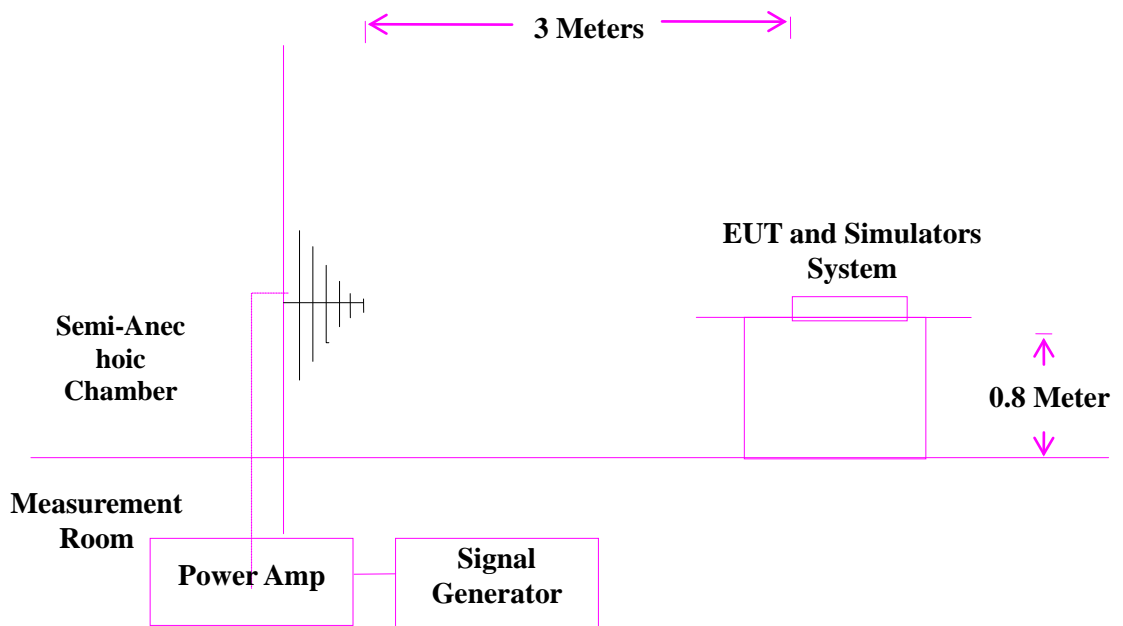 3 Meters
EUT and Simulators
System
Semi-Anec
hoic
Chamber
0.8 Meter
Measurement
Room
Power Amp
Signal
Generator